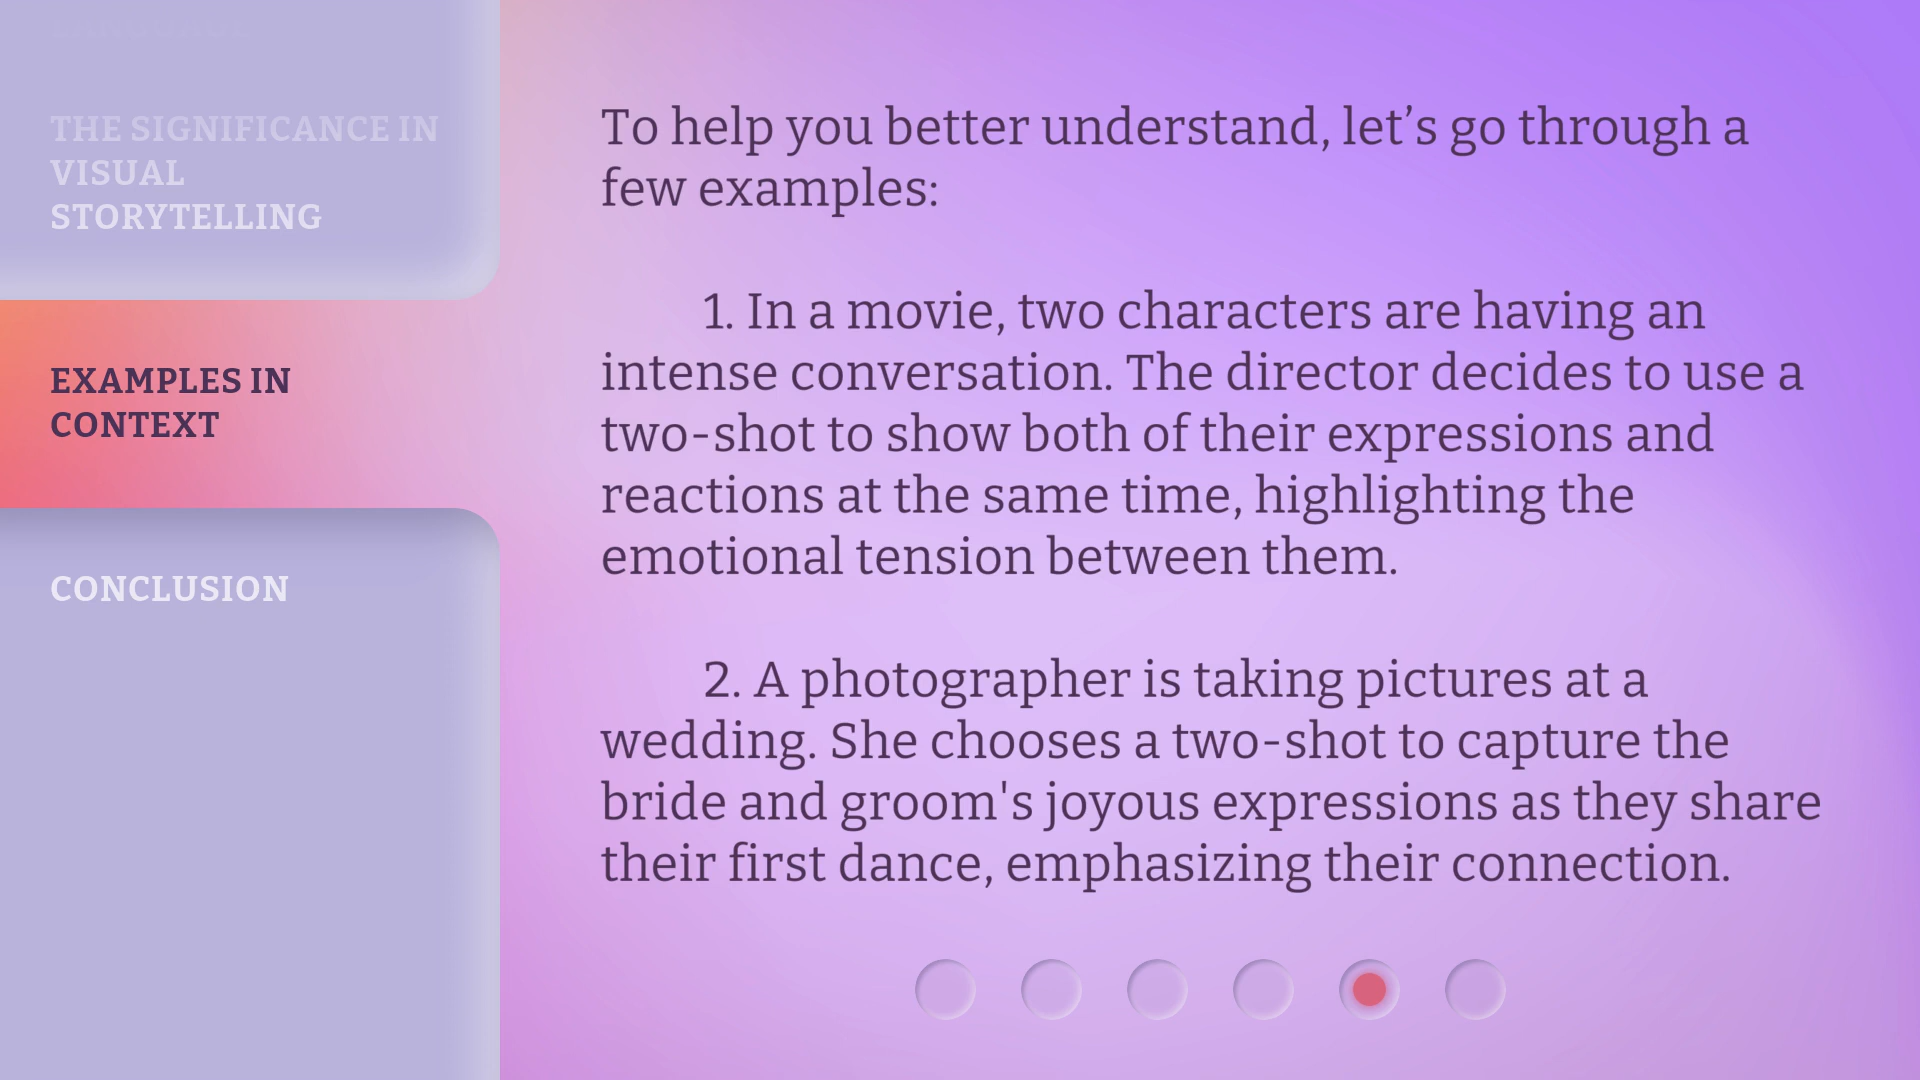 THE SIGNIFICANCE IN
VISUAL
STORYTELLING
EXAMPLES IN
CONTEXT
CONCLUSION
To help you better understand, let’s go through a
few examples:
1. In a movie, two characters are having an
intense conversation. The director decides to use a
two-shot to show both of their expressions and
reactions at the same time, highlighting the
emotional tension between them.
2. A photographer is taking pictures at a
wedding. She chooses a two-shot to capture the
bride and groom's joyous expressions as they share
their first dance, emphasizing their connection.